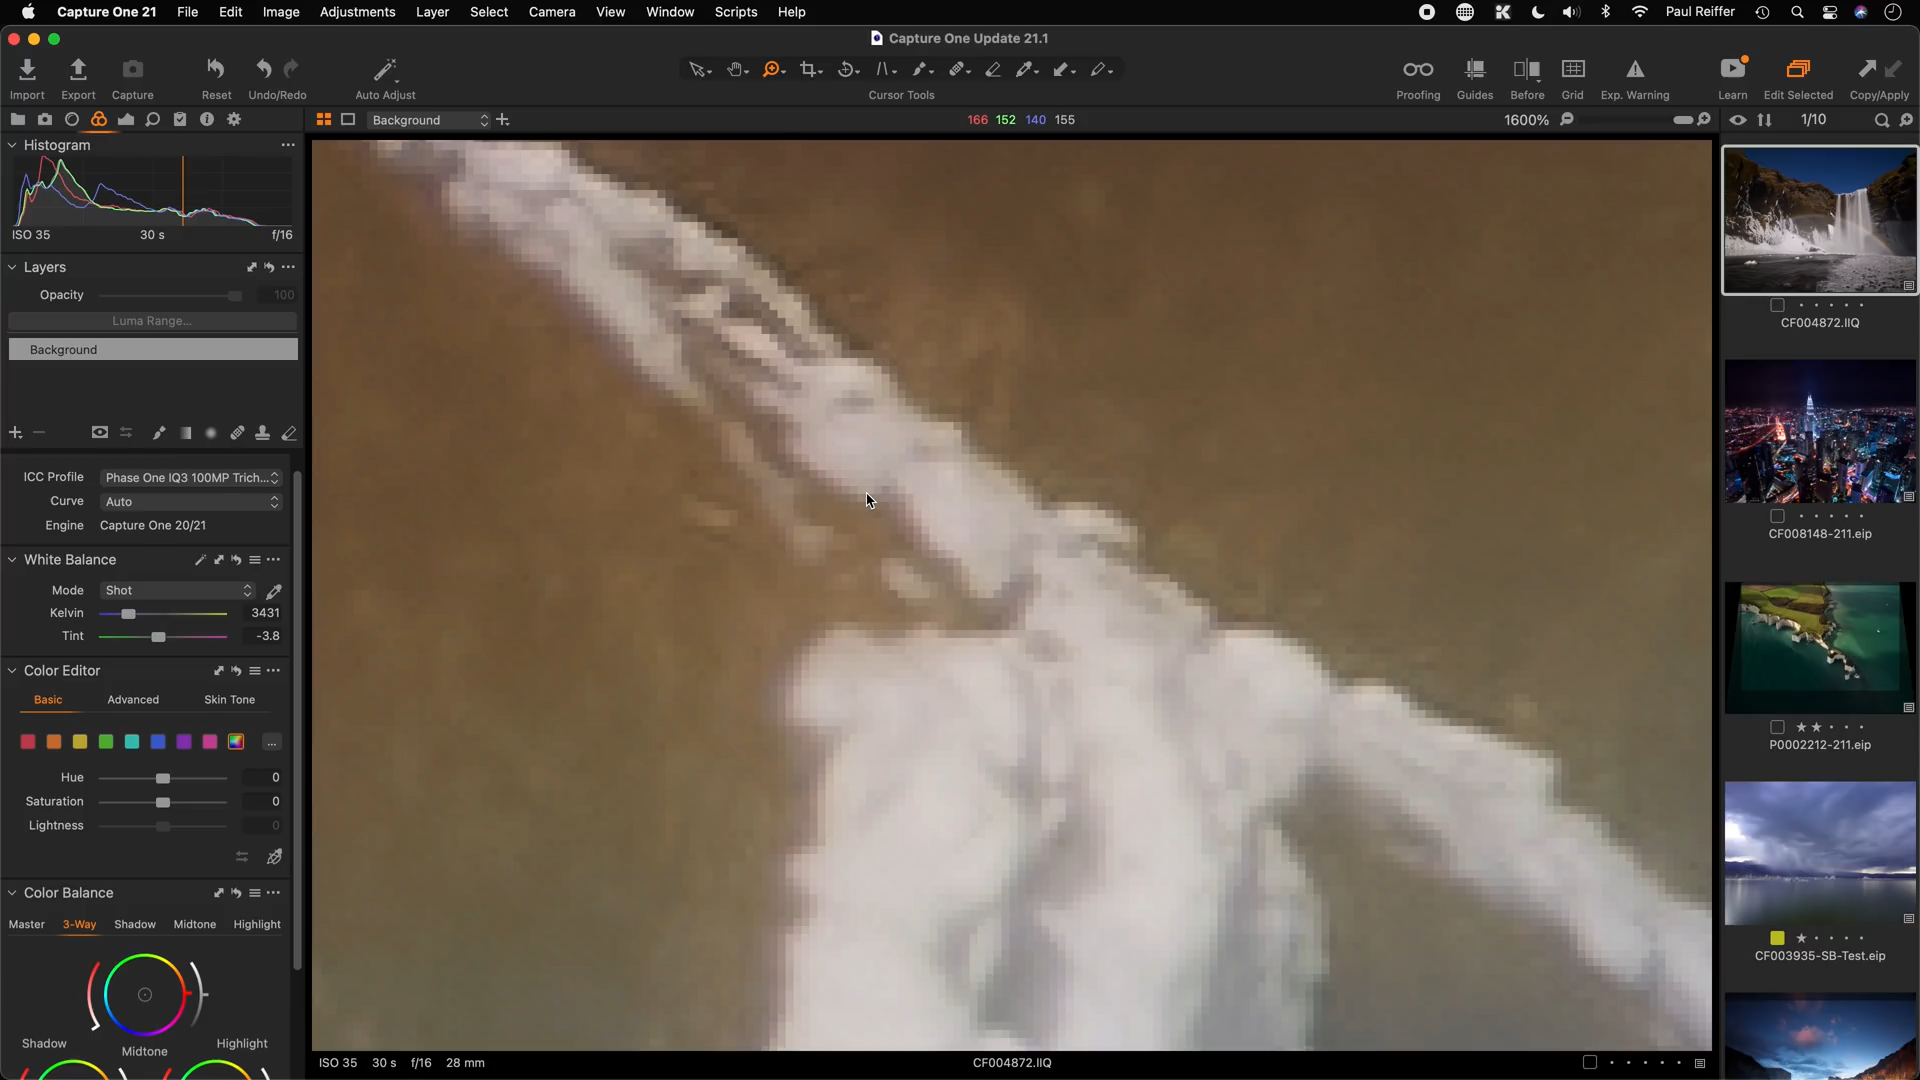 Capture One 21 File Edit Image Adjustments Layer Select Camera View Window Scripts Help Paul Reiffer
Capture One Update 21.1
Import Export Capture Reset Undo/Redo Auto Adjust Cursor Tools Proofing Guides Before Grid Exp. Warning Learn Edit Selected Copy/Apply
Background 166 152 140 155 1600% 1/10
Histogram
ISO 35 30 s f/16
Layers
Opacity 100
Luma Range...
Background
ICC Profile Phase One IQ3 100MP Trich...
Curve Auto
Engine Capture One 20/21
White Balance
Mode Shot
Kelvin 3431
Tint -3.8
Color Editor
Basic Advanced Skin Tone
...
Hue 0
Saturation 0
Lightness 0
Color Balance
Master 3-Way Shadow Midtone Highlight
Shadow Midtone Highlight
ISO 35 30 s f/16 28 mm CF004872.IIQ
CF004872.IIQ
CF008148-211.eip
P0002212-211.eip
CF003935-SB-Test.eip